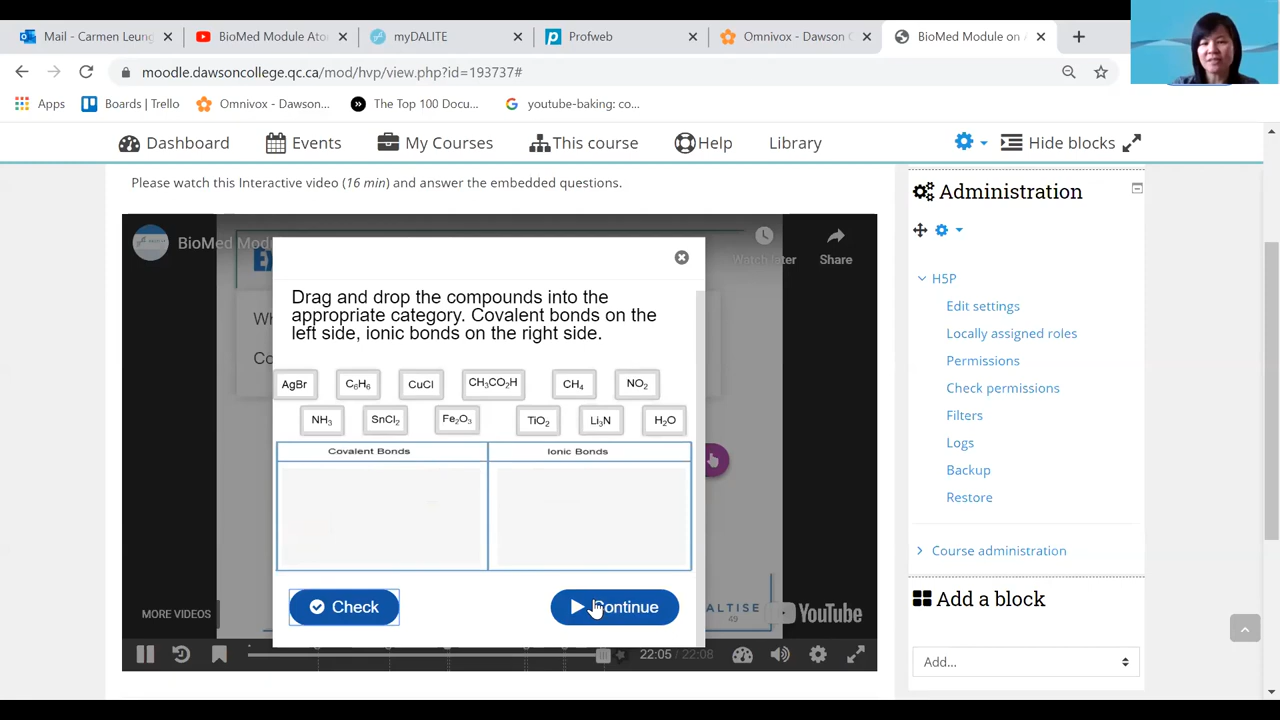 Mail - Carmen Leung
BioMed Module Ato
myDALITE
Profweb
Omnivox - Dawson C
BioMed Module on A
moodle.dawsoncollege.qc.ca/mod/hvp/view.php?id=193737#
Apps
Boards | Trello
Omnivox - Dawson...
The Top 100 Docu...
youtube-baking: co...
Dashboard
Events
My Courses
This course
Help
Library
Hide blocks
Please watch this Interactive video (16 min) and answer the embedded questions.
BioMed Mod
Watch later
Share
Wh
Co
Drag and drop the compounds into the
appropriate category. Covalent bonds on the
left side, ionic bonds on the right side.
AgBr C₆H₆ CuCl CH₃CO₂H CH₄ NO₂
NH₃ SnCl₂ Fe₂O₃ TiO₂ Li₃N H₂O
Covalent Bonds Ionic Bonds
Check
Continue
MORE VIDEOS
ALTISE
49
YouTube
22:05 / 22:08
Administration
H5P
Edit settings
Locally assigned roles
Permissions
Check permissions
Filters
Logs
Backup
Restore
Course administration
Add a block
Add...